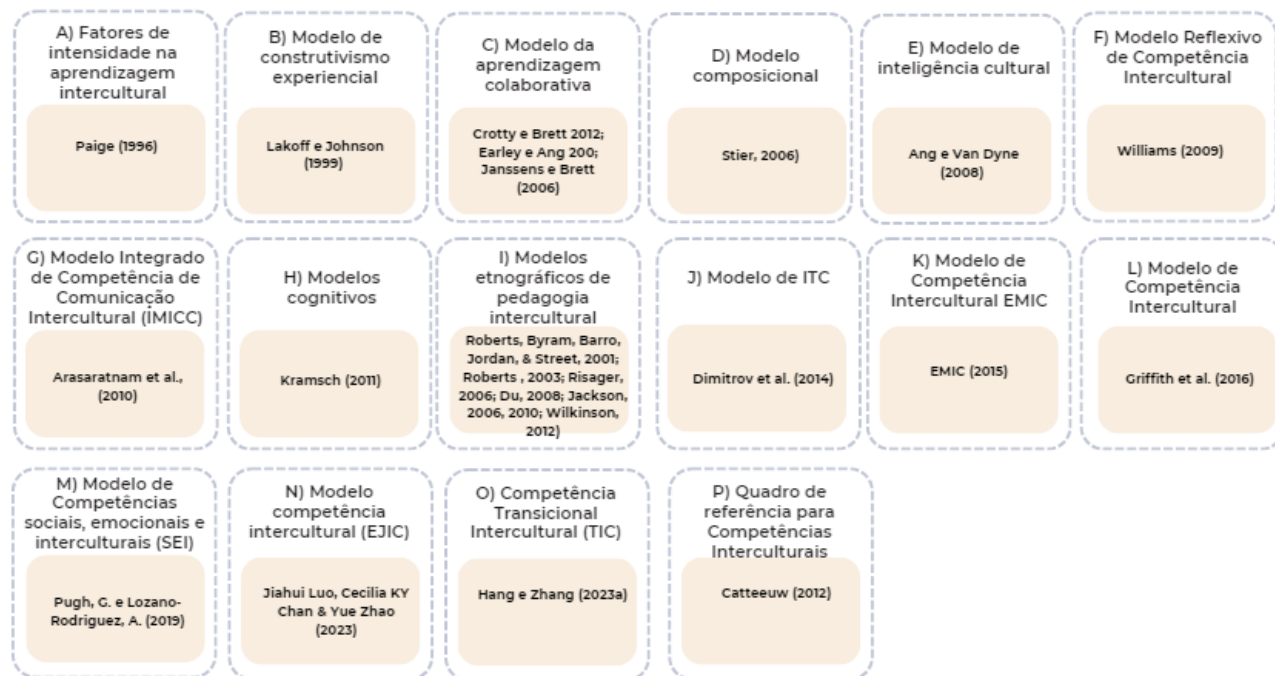 A) Fatores de
intensidade na
aprendizagem
intercultural
Paige (1996)
B) Modelo de
construtivismo
experiencial
Lakoff e Johnson
(1999)
C) Modelo da
aprendizagem
colaborativa
Crotty e Brett 2012;
Earley e Ang 200;
Janssens e Brett
(2006)
D) Modelo
composicional
Stier, 2006)
E) Modelo de
inteligência cultural
Ang e Van Dyne
(2008)
F) Modelo Reflexivo
de Competência
Intercultural
Williams (2009)
G) Modelo Integrado
de Competência de
Comunicação
Intercultural (IMICC)
Arasaratnam et al.,
(2010)
H) Modelos
cognitivos
Kramsch (2011)
I) Modelos
etnográficos de
pedagogia
intercultural
Roberts, Byram, Barro,
Jordan, & Street, 2001;
Roberts , 2003; Risager,
2006; Du, 2008; Jackson,
2006, 2010; Wilkinson,
2012)
J) Modelo de ITC
Dimitrov et al. (2014)
K) Modelo de
Competência
Intercultural EMIC
EMIC (2015)
L) Modelo de
Competência
Intercultural
Griffith et al. (2016)
M) Modelo de
Competências
sociais, emocionais e
interculturais (SEI)
Pugh, G. e Lozano-
Rodriguez, A. (2019)
N) Modelo
competência
intercultural (EJIC)
Jiahui Luo, Cecilia KY
Chan & Yue Zhao
(2023)
O) Competência
Transicional
Intercultural (TIC)
Hang e Zhang (2023a)
P) Quadro de
referência para
Competências
Interculturais
Catteeuw (2012)